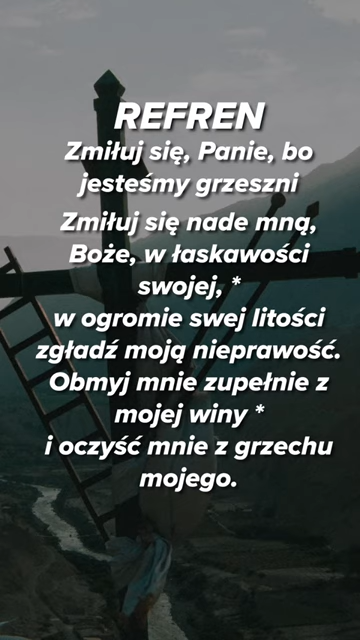 REFREN
Zmiłuj się, Panie, bo
jesteśmy grzeszni
Zmiłuj się nade mną,
Boże, w łaskawości
swojej, *
w ogromie swej litości
zgładź moją nieprawość.
Obmyj mnie zupełnie z
mojej winy *
i oczyść mnie z grzechu
mojego.